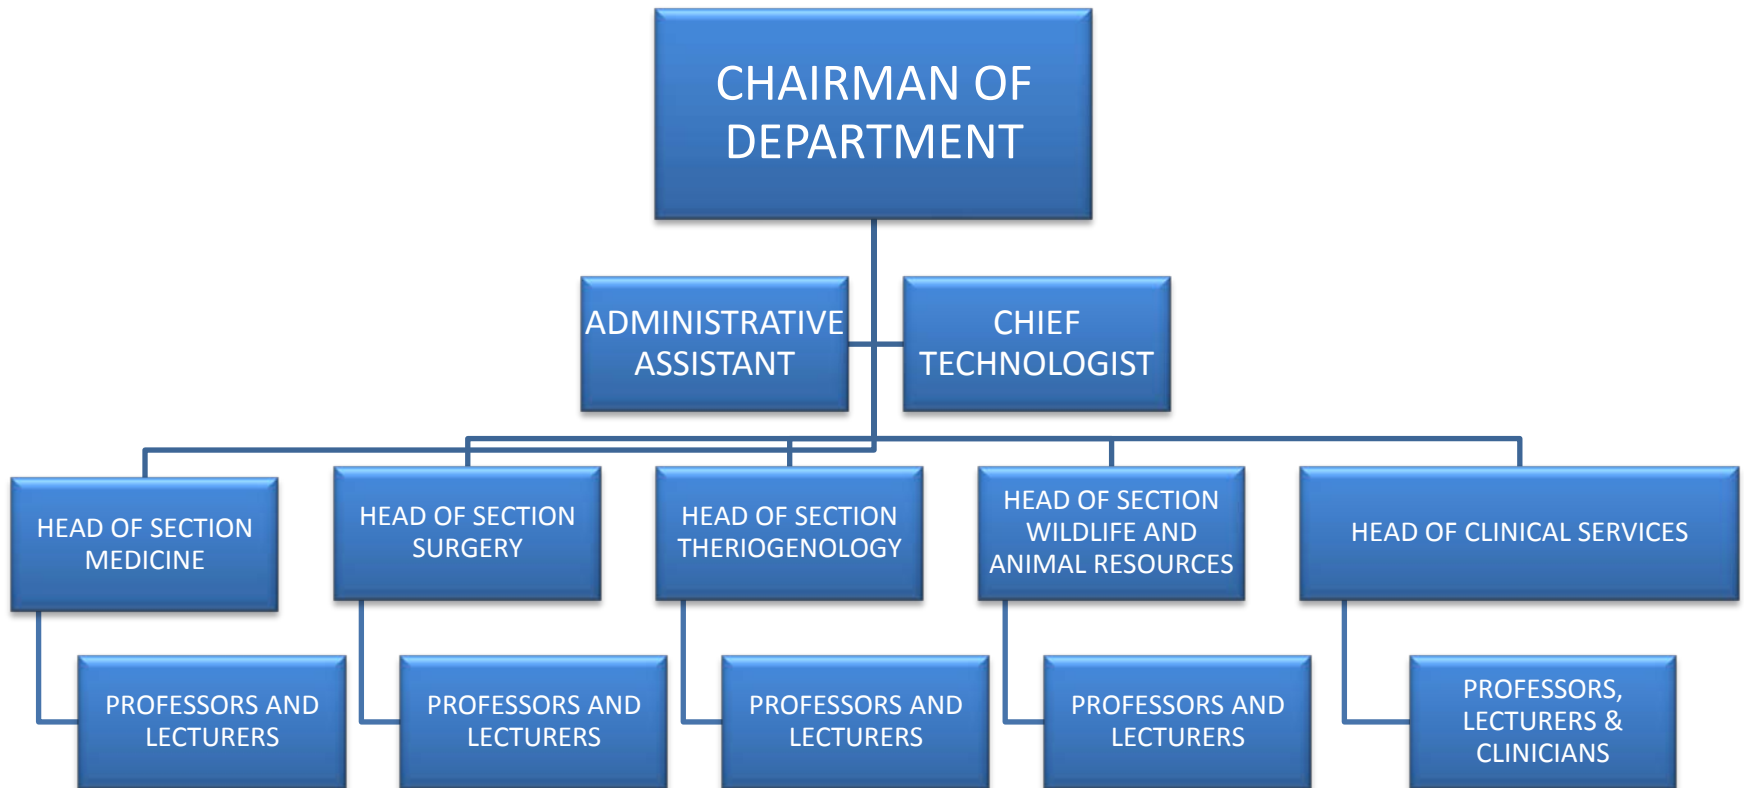 CHAIRMAN OF
DEPARTMENT
ADMINISTRATIVE
ASSISTANT
CHIEF
TECHNOLOGIST
HEAD OF SECTION
MEDICINE
HEAD OF SECTION
SURGERY
HEAD OF SECTION
THERIOGENOLOGY
HEAD OF SECTION
WILDLIFE AND
ANIMAL RESOURCES
HEAD OF CLINICAL SERVICES
PROFESSORS AND
LECTURERS
PROFESSORS AND
LECTURERS
PROFESSORS AND
LECTURERS
PROFESSORS AND
LECTURERS
PROFESSORS,
LECTURERS &
CLINICIANS